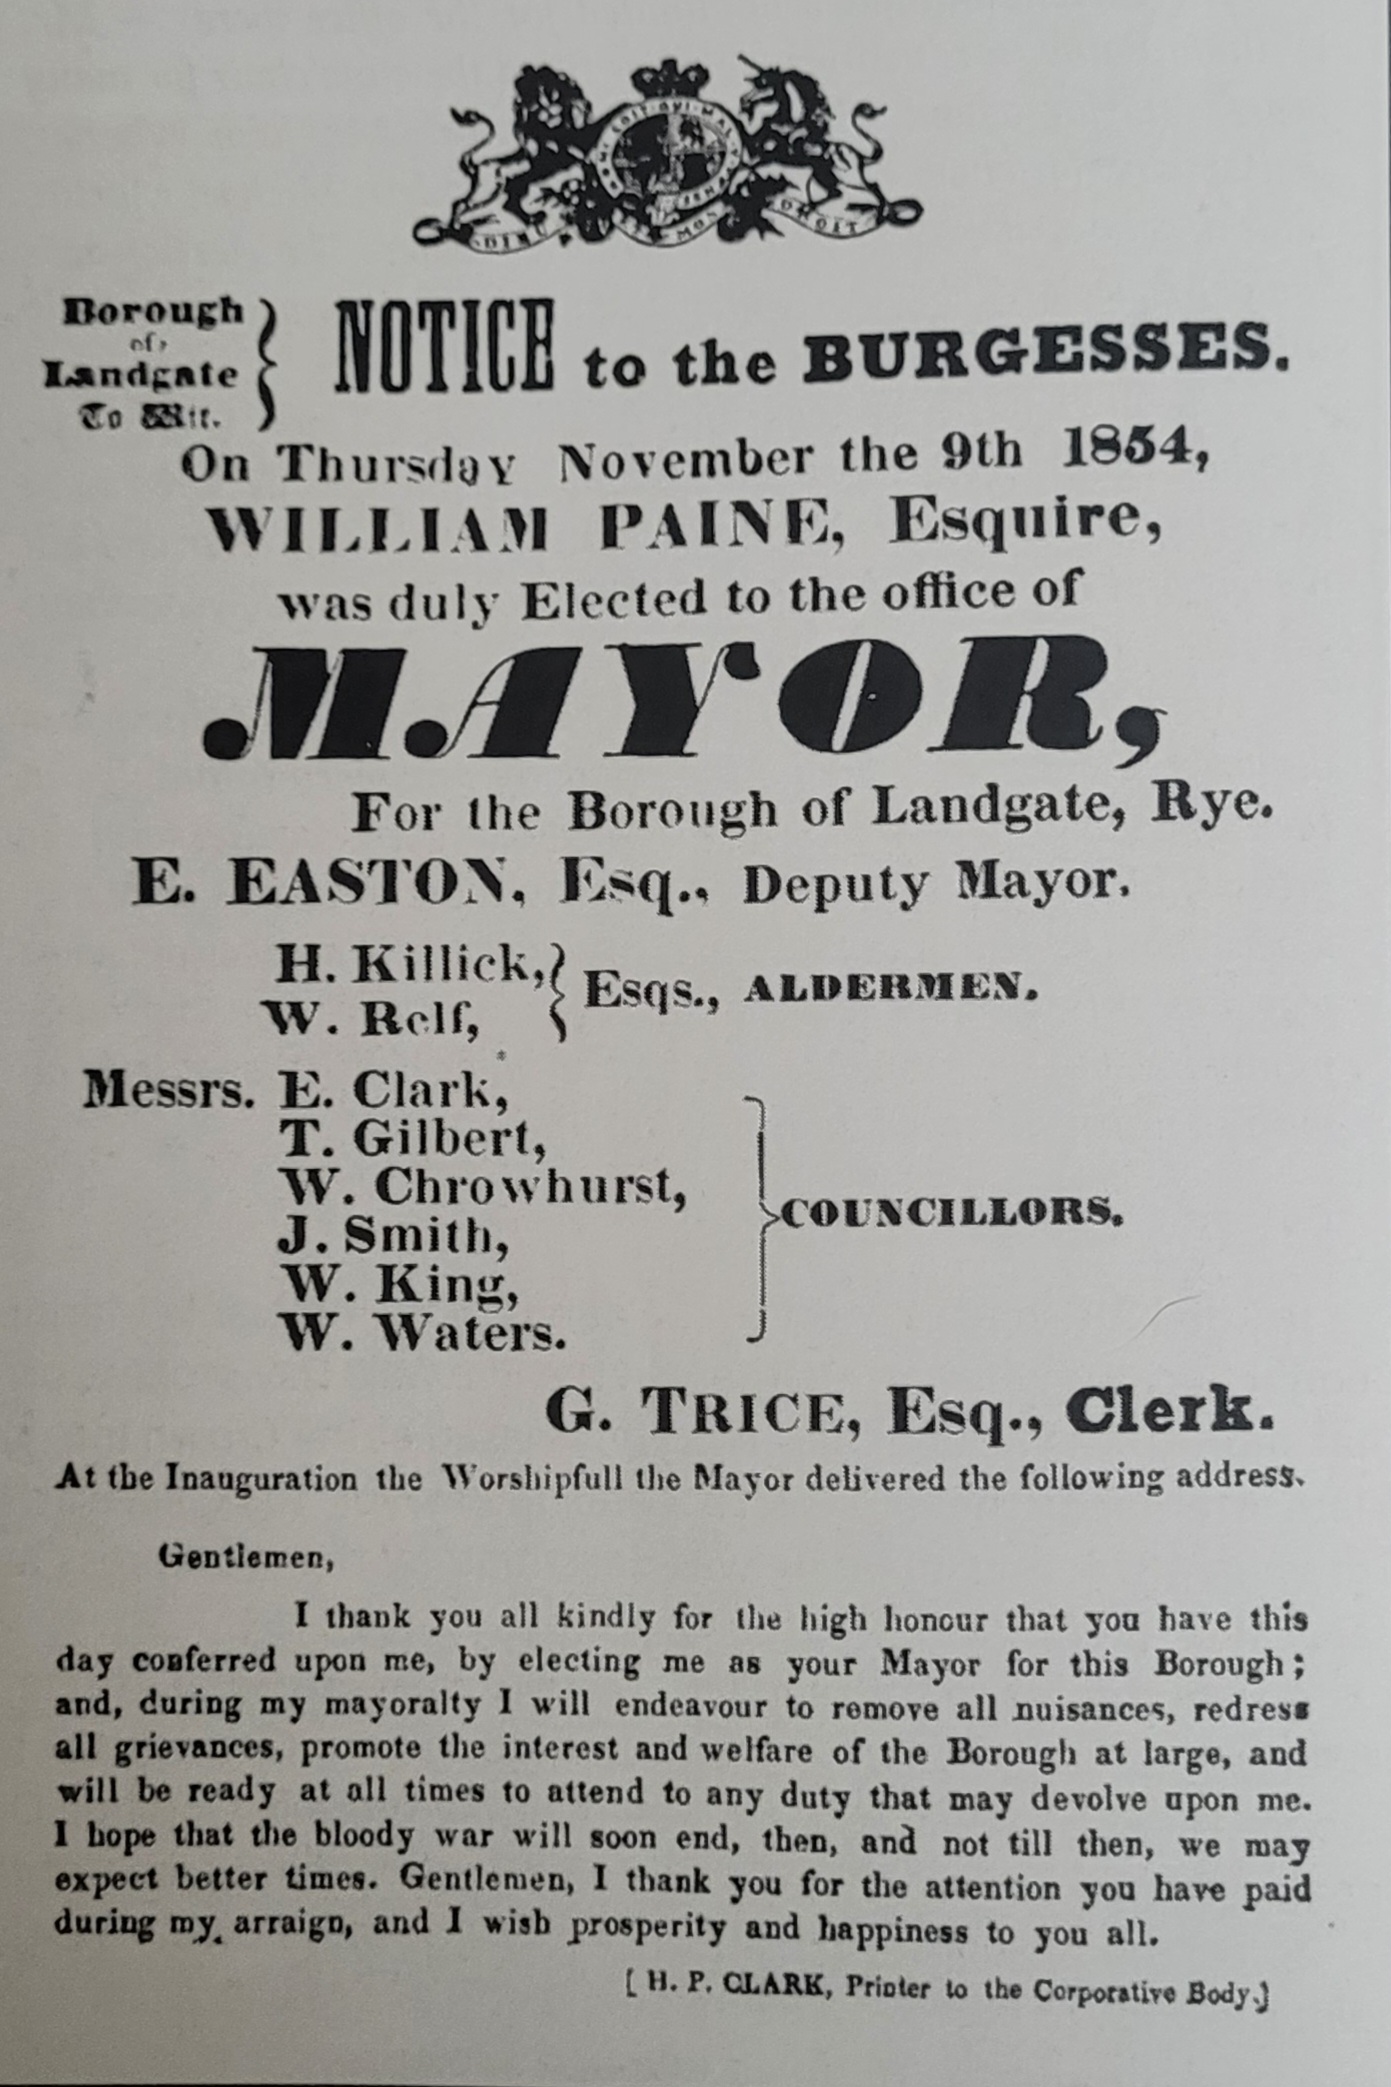 HONI SOIT QUI MAL Y PENSE
DIEU ET MON DROIT
Borough
of
Landgate
To Wit.
NOTICE to the BURGESSES.
On Thursday November the 9th 1854,
WILLIAM PAINE, Esquire,
was duly Elected to the office of
MAYOR,
For the Borough of Landgate, Rye.
E. EASTON, Esq., Deputy Mayor.
H. Killick,
W. Relf,
Esqs., ALDERMEN.
Messrs. E. Clark,
T. Gilbert,
W. Chrowhurst,
J. Smith,
W. King,
W. Waters.
COUNCILLORS.
G. TRICE, Esq., Clerk.
At the Inauguration the Worshipfull the Mayor delivered the following address.
Gentlemen,
I thank you all kindly for the high honour that you have this
day conferred upon me, by electing me as your Mayor for this Borough;
and, during my mayoralty I will endeavour to remove all nuisances, redress
all grievances, promote the interest and welfare of the Borough at large, and
will be ready at all times to attend to any duty that may devolve upon me.
I hope that the bloody war will soon end, then, and not till then, we may
expect better times. Gentlemen, I thank you for the attention you have paid
during my arraign, and I wish prosperity and happiness to you all.
[H. P. CLARK, Printer to the Corporative Body.]